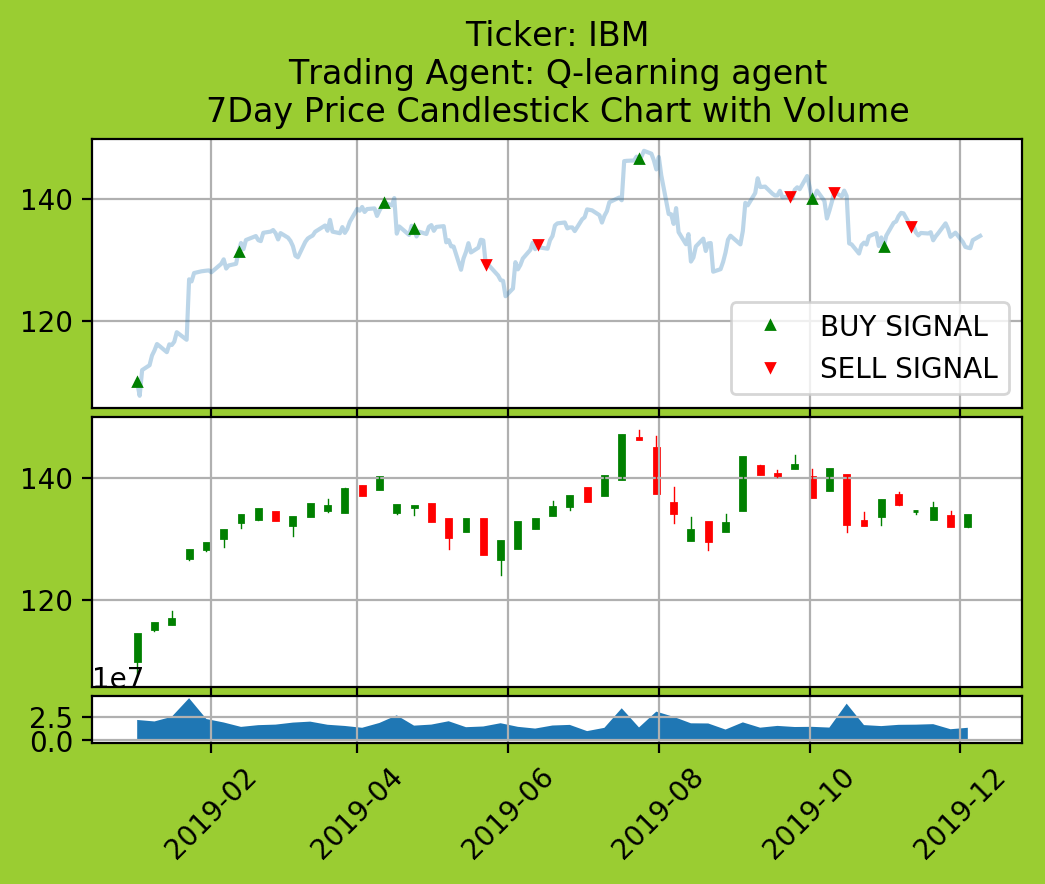 Ticker: IBM
Trading Agent: Q-learning agent
7Day Price Candlestick Chart with Volume
140
120
BUY SIGNAL
SELL SIGNAL
140
120
1e7
2.5
0.0
2019-02
2019-04
2019-06
2019-08
2019-10
2019-12